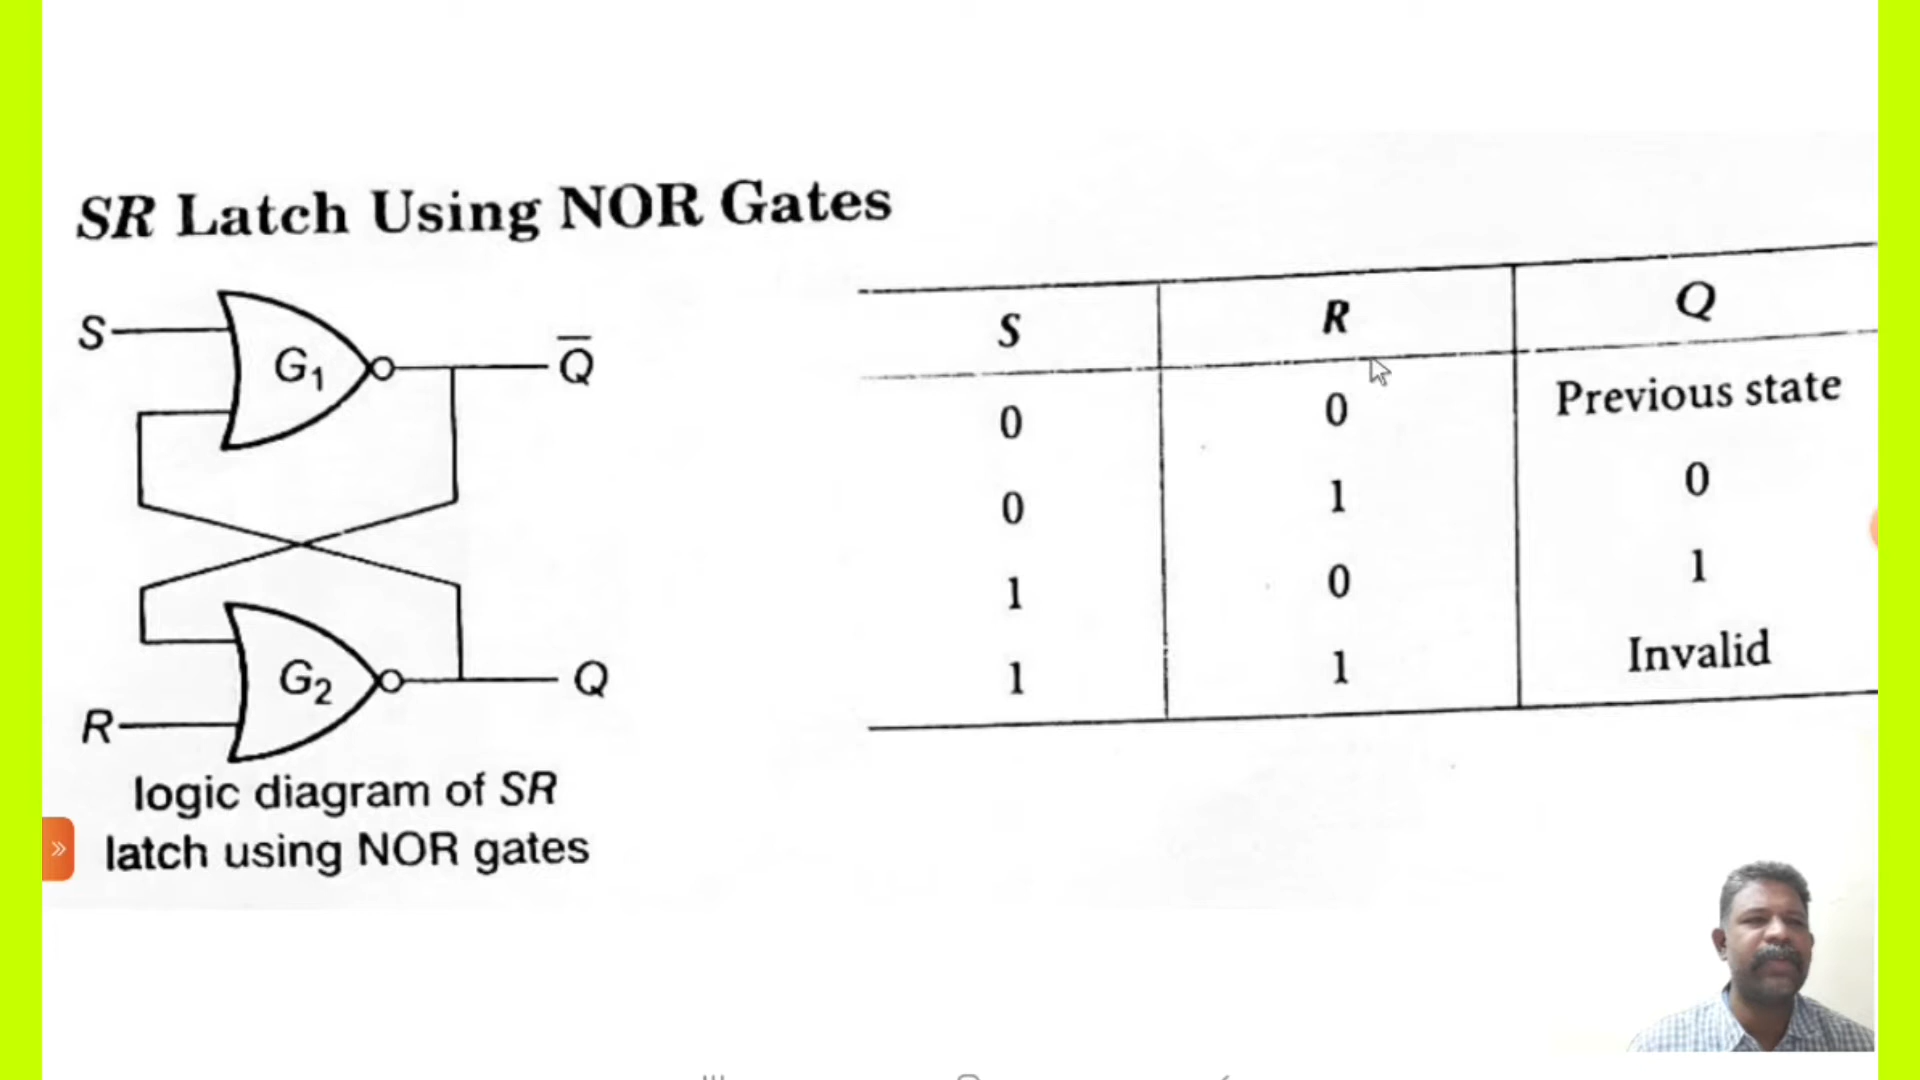 SR Latch Using NOR Gates
S
G1
Q̅
G2
Q
R
logic diagram of SR
latch using NOR gates
S R Q
0 0 Previous state
0 1 0
1 0 1
1 1 Invalid